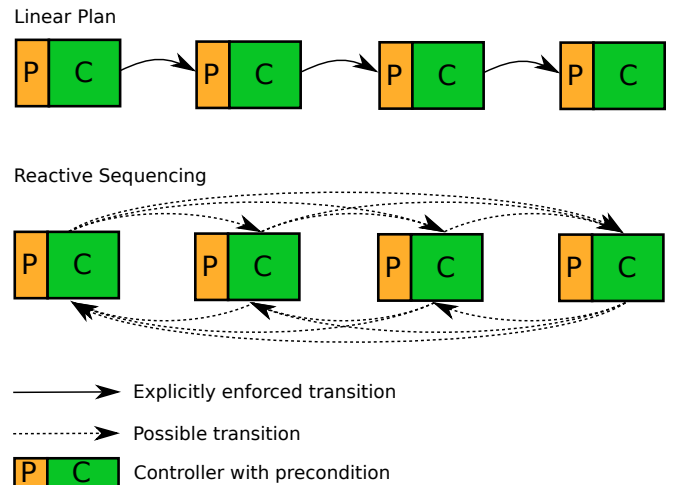 Linear Plan
P C P C P C P C
Reactive Sequencing
P C P C P C P C
Explicitly enforced transition
Possible transition
P C Controller with precondition